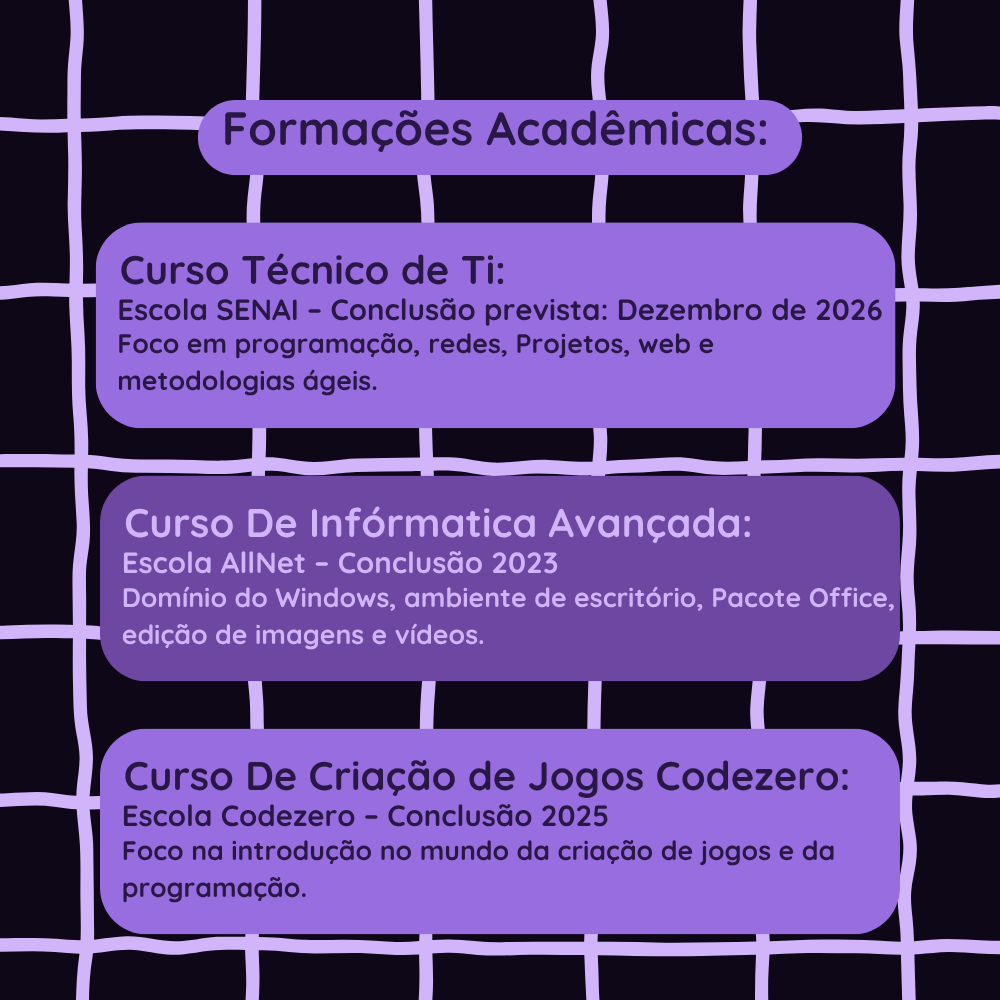 Formações Acadêmicas:
Curso Técnico de Ti:
Escola SENAI – Conclusão prevista: Dezembro de 2026
Foco em programação, redes, Projetos, web e
metodologias ágeis.
Curso De Infórmatica Avançada:
Escola AllNet – Conclusão 2023
Domínio do Windows, ambiente de escritório, Pacote Office,
edição de imagens e vídeos.
Curso De Criação de Jogos Codezero:
Escola Codezero – Conclusão 2025
Foco na introdução no mundo da criação de jogos e da
programação.